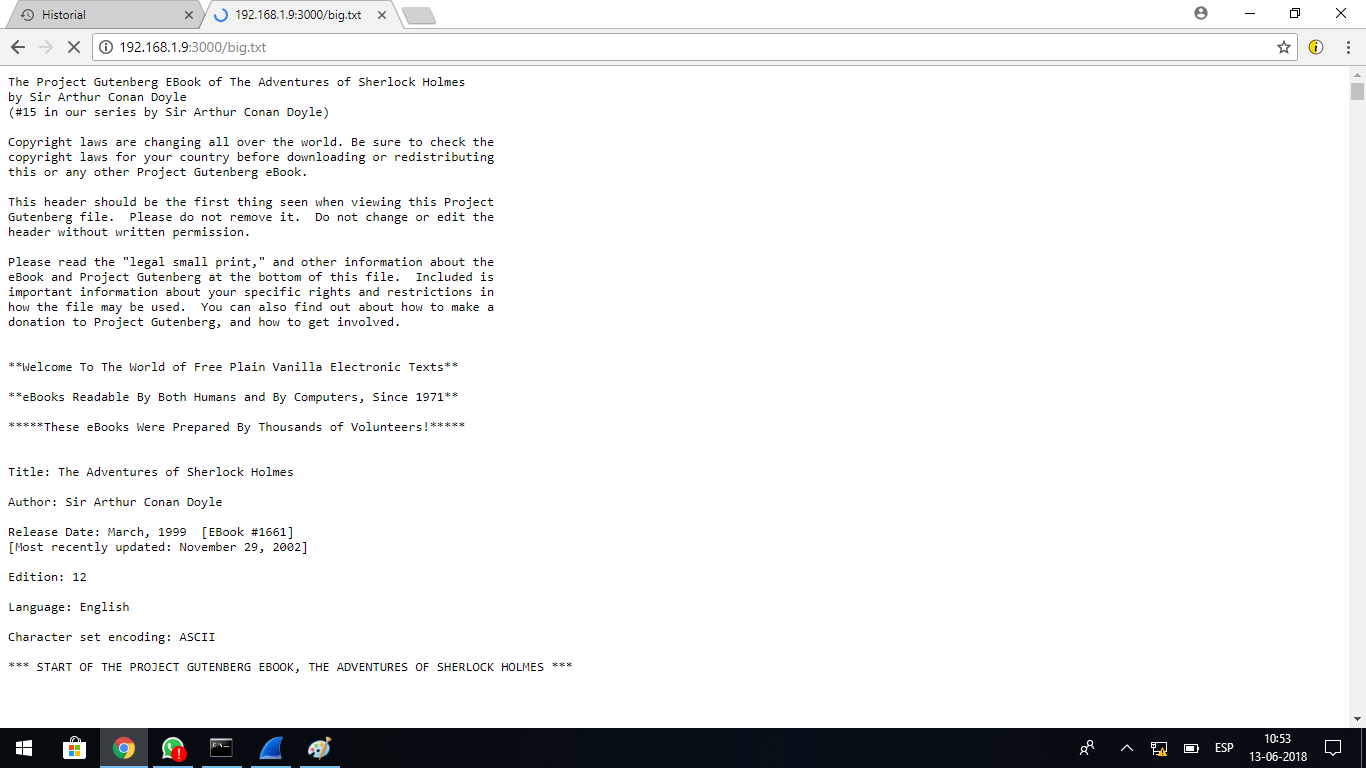 Historial
192.168.1.9:3000/big.txt
192.168.1.9:3000/big.txt
The Project Gutenberg EBook of The Adventures of Sherlock Holmes
by Sir Arthur Conan Doyle
(#15 in our series by Sir Arthur Conan Doyle)
Copyright laws are changing all over the world. Be sure to check the
copyright laws for your country before downloading or redistributing
this or any other Project Gutenberg eBook.
This header should be the first thing seen when viewing this Project
Gutenberg file.  Please do not remove it.  Do not change or edit the
header without written permission.
Please read the "legal small print," and other information about the
eBook and Project Gutenberg at the bottom of this file.  Included is
important information about your specific rights and restrictions in
how the file may be used.  You can also find out about how to make a
donation to Project Gutenberg, and how to get involved.
**Welcome To The World of Free Plain Vanilla Electronic Texts**
**eBooks Readable By Both Humans and By Computers, Since 1971**
*****These eBooks Were Prepared By Thousands of Volunteers!*****
Title: The Adventures of Sherlock Holmes
Author: Sir Arthur Conan Doyle
Release Date: March, 1999  [EBook #1661]
[Most recently updated: November 29, 2002]
Edition: 12
Language: English
Character set encoding: ASCII
*** START OF THE PROJECT GUTENBERG EBOOK, THE ADVENTURES OF SHERLOCK HOLMES ***
ESP
10:53
13-06-2018